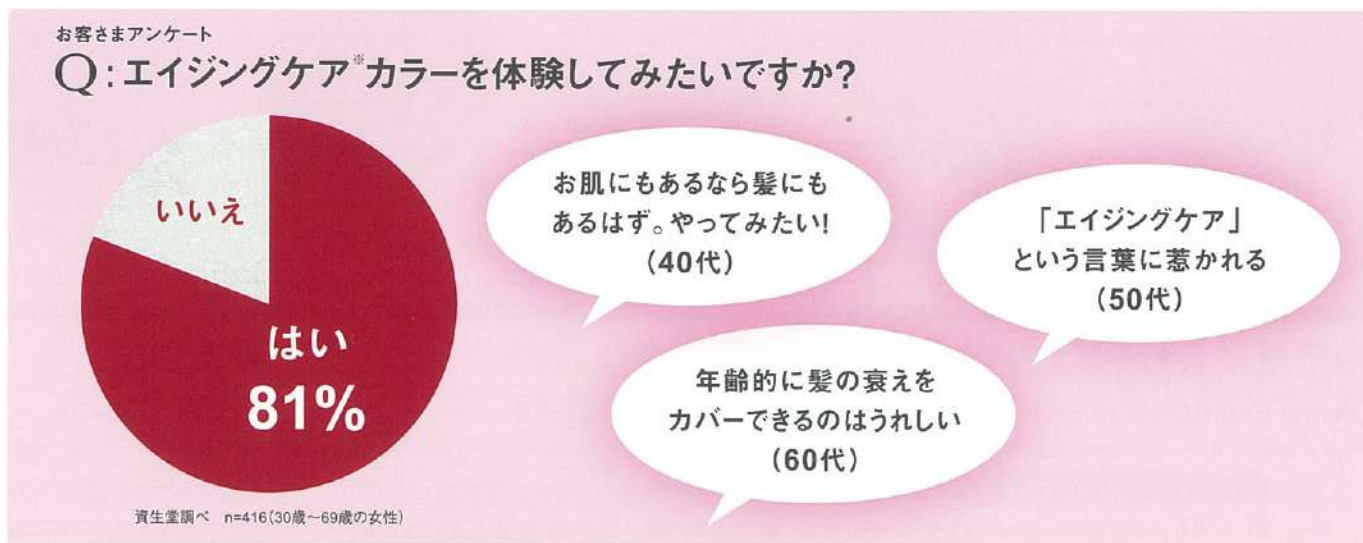 お客さまアンケート
Q:エイジングケア※カラーを体験してみたいですか?
いいえ
はい
81%
資生堂調べ n=416(30歳〜69歳の女性)
お肌にもあるなら髪にも
あるはず。やってみたい!
(40代)
「エイジングケア」
という言葉に惹かれる
(50代)
年齢的に髪の衰えを
カバーできるのはうれしい
(60代)